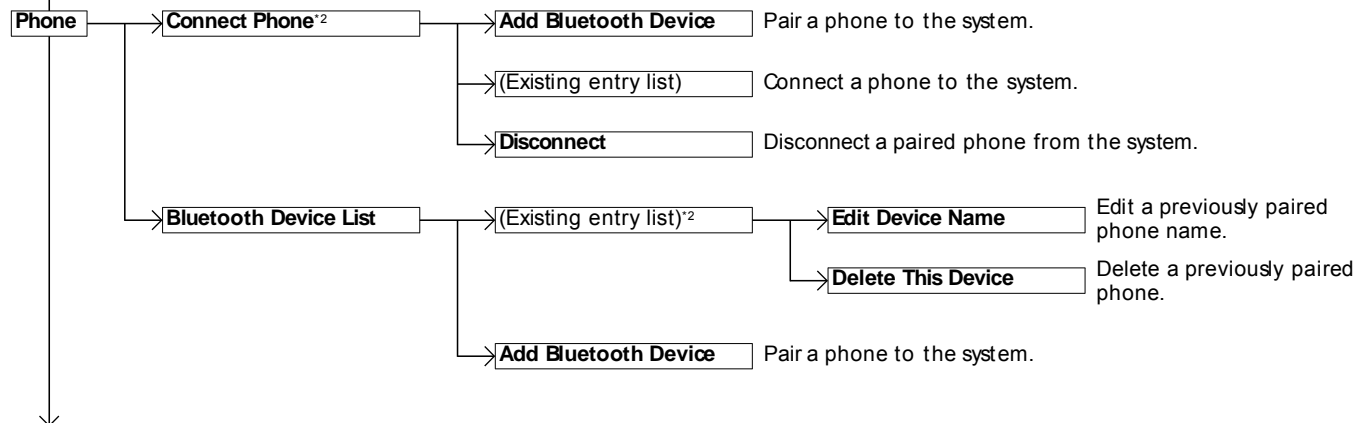 Phone
Connect Phone*2
Add Bluetooth Device
Pair a phone to the system.
(Existing entry list)
Connect a phone to the system.
Disconnect
Disconnect a paired phone from the system.
Bluetooth Device List
(Existing entry list)*2
Edit Device Name
Edit a previously paired
phone name.
Delete This Device
Delete a previously paired
phone.
Add Bluetooth Device
Pair a phone to the system.